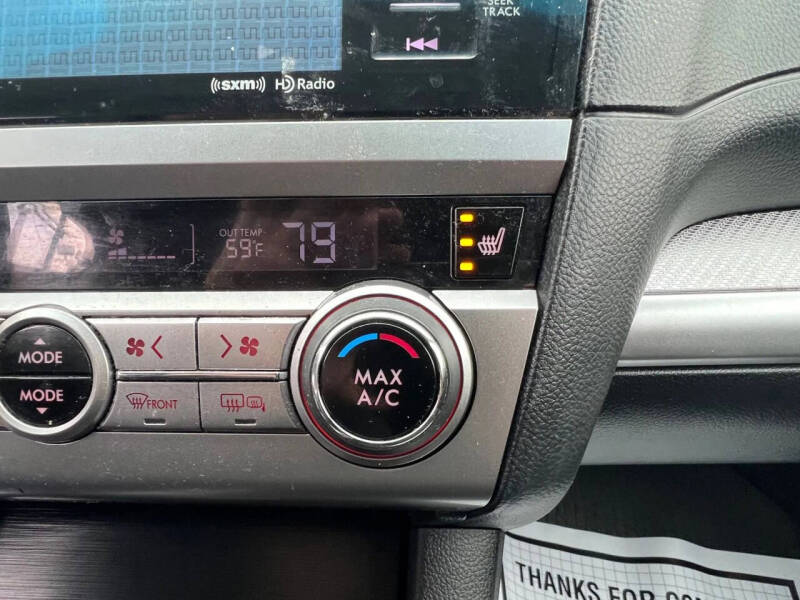 SEEK
TRACK
((sxm)) HD Radio
OUT TEMP
59°F
79
MODE
MODE
FRONT
MAX
A/C
THANKS FOR